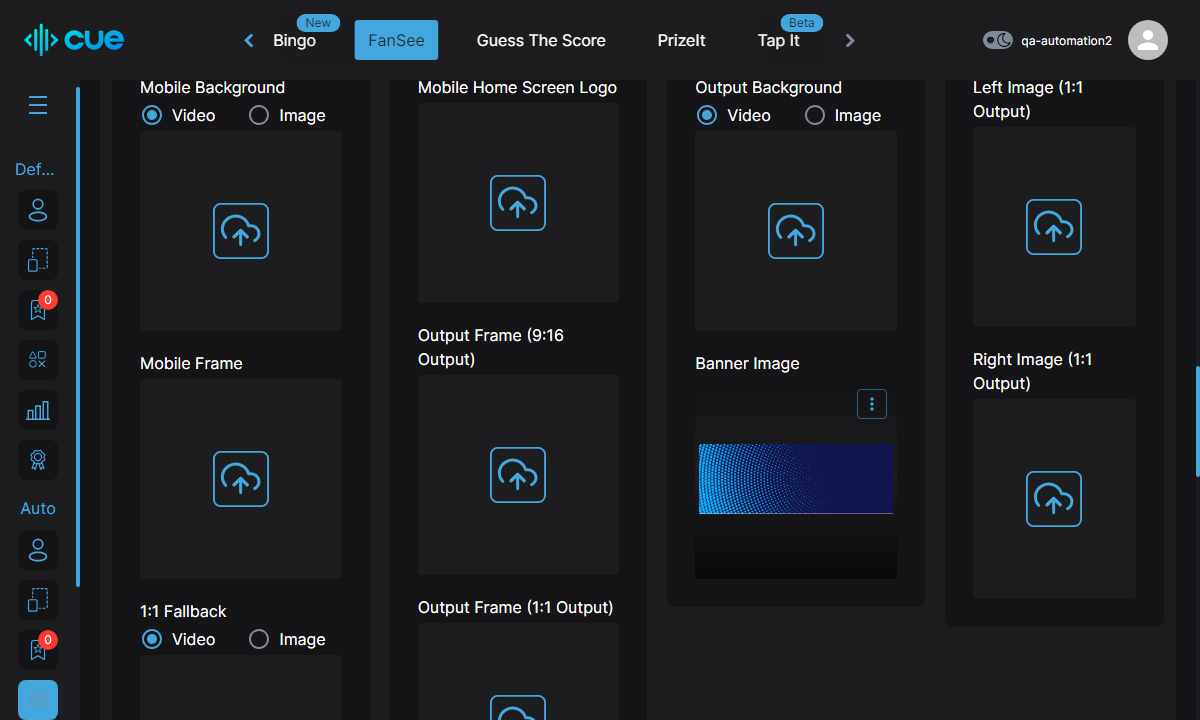 cue
New
Bingo
FanSee
Guess The Score
PrizeIt
Beta
Tap It
qa-automation2
Def...
0
Auto
0
Mobile Background
Video
Image
Mobile Frame
1:1 Fallback
Video
Image
Mobile Home Screen Logo
Output Frame (9:16
Output)
Output Frame (1:1 Output)
Output Background
Video
Image
Banner Image
Left Image (1:1
Output)
Right Image (1:1
Output)